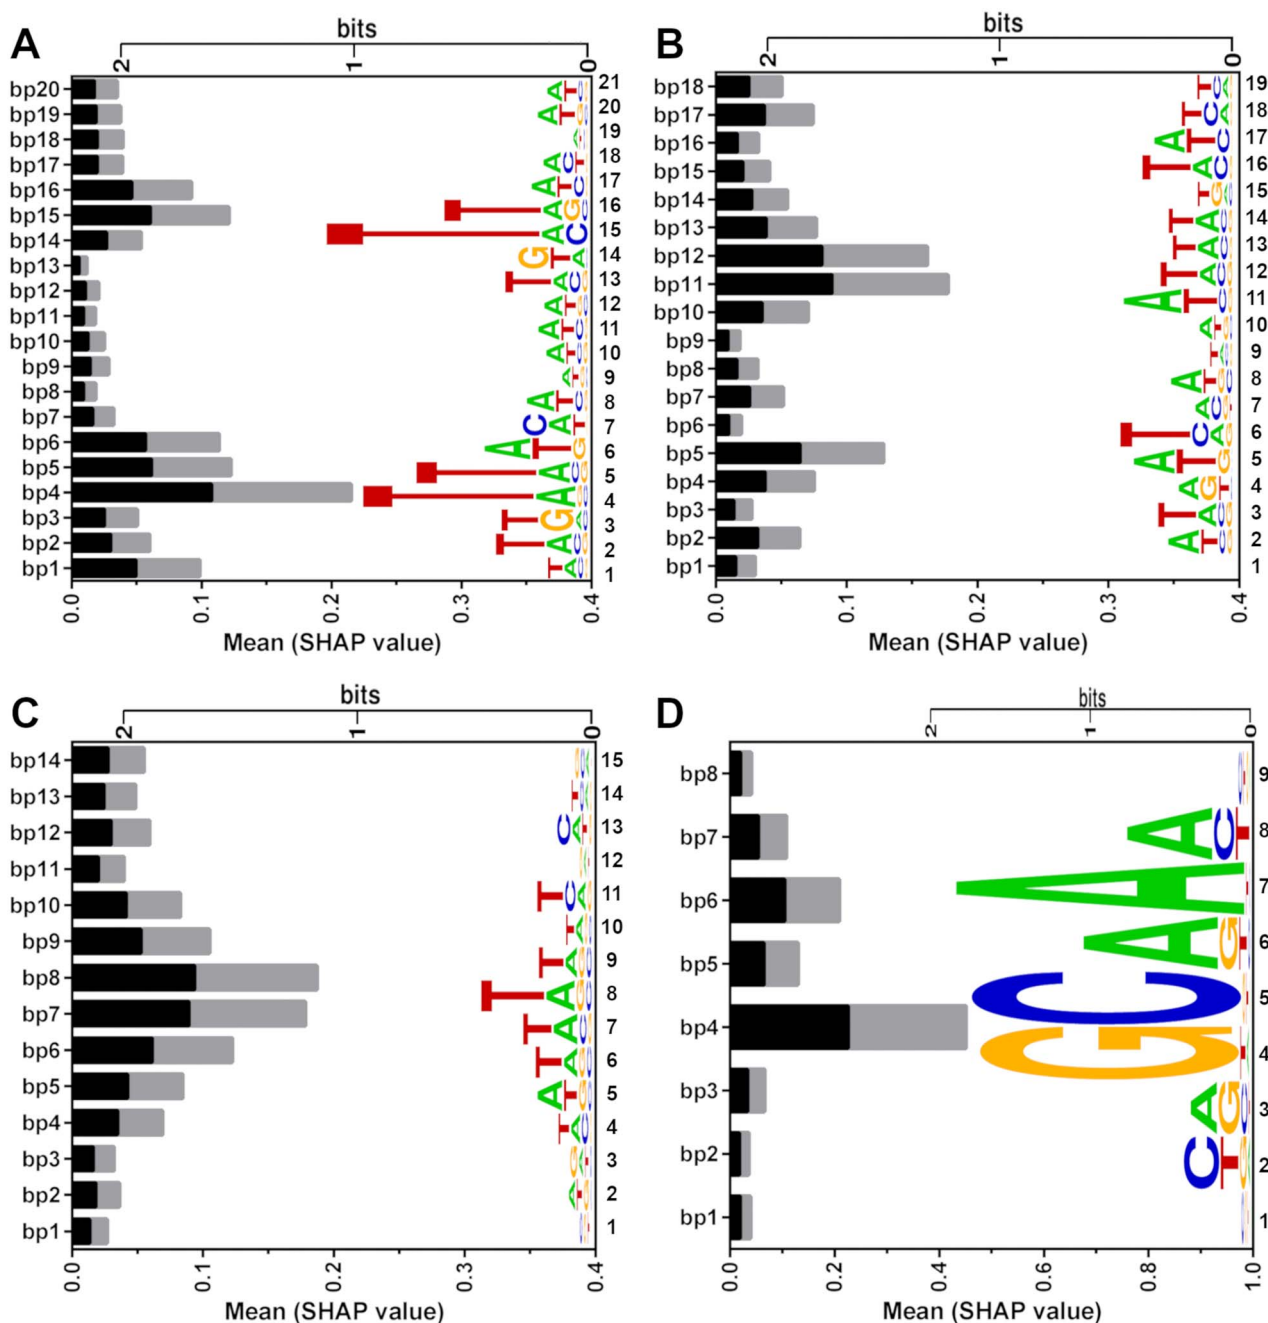 A
bits
2 1 0
bp20
bp19
bp18
bp17
bp16
bp15
bp14
bp13
bp12
bp11
bp10
bp9
bp8
bp7
bp6
bp5
bp4
bp3
bp2
bp1
21
20
19
18
17
16
15
14
13
12
11
10
9
8
7
6
5
4
3
2
1
0.0 0.1 0.2 0.3 0.4
Mean (SHAP value)
B
bits
2 1 0
bp18
bp17
bp16
bp15
bp14
bp13
bp12
bp11
bp10
bp9
bp8
bp7
bp6
bp5
bp4
bp3
bp2
bp1
19
18
17
16
15
14
13
12
11
10
9
8
7
6
5
4
3
2
1
0.0 0.1 0.2 0.3 0.4
Mean (SHAP value)
C
bits
2 1 0
bp14
bp13
bp12
bp11
bp10
bp9
bp8
bp7
bp6
bp5
bp4
bp3
bp2
bp1
15
14
13
12
11
10
9
8
7
6
5
4
3
2
1
0.0 0.1 0.2 0.3 0.4
Mean (SHAP value)
D
bits
2 1 0
bp8
bp7
bp6
bp5
bp4
bp3
bp2
bp1
A C T
A
A G T
C
G
A G C
C T G
9
8
7
6
5
4
3
2
1
0.0 0.2 0.4 0.6 0.8 1.0
Mean (SHAP value)